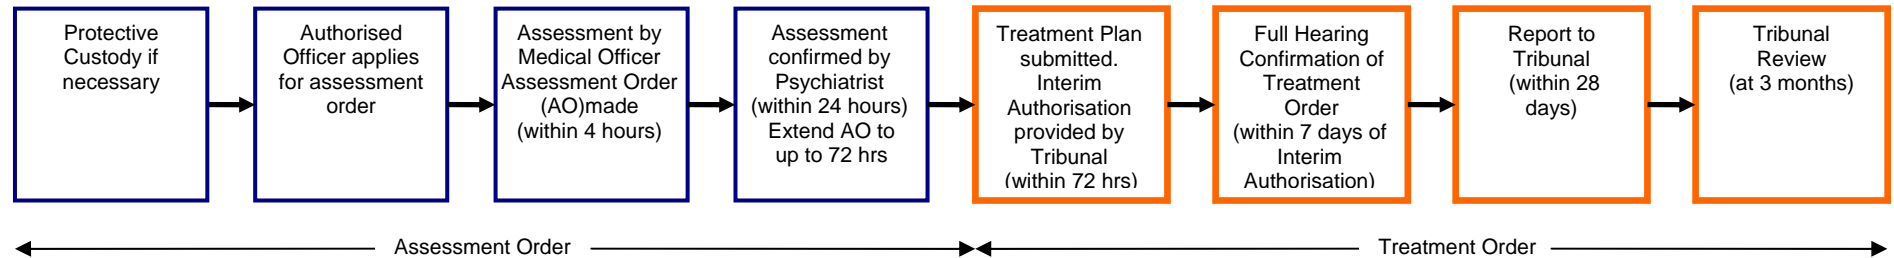 Protective
Custody if
necessary
Authorised
Officer applies
for assessment
order
Assessment by
Medical Officer
Assessment Order
(AO)made
(within 4 hours)
Assessment
confirmed by
Psychiatrist
(within 24 hours)
Extend AO to
up to 72 hrs
Treatment Plan
submitted.
Interim
Authorisation
provided by
Tribunal
(within 72 hrs)
Full Hearing
Confirmation of
Treatment
Order
(within 7 days of
Interim
Authorisation)
Report to
Tribunal
(within 28
days)
Tribunal
Review
(at 3 months)
Assessment Order
Treatment Order